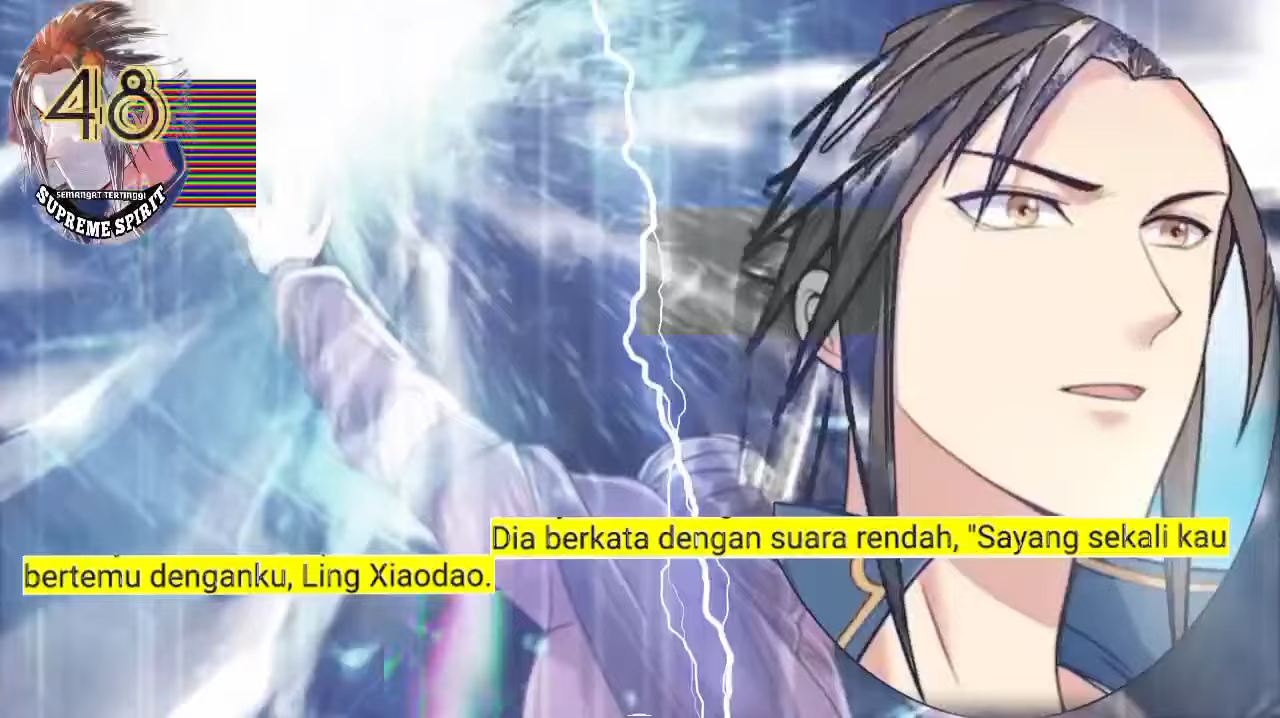 48
SEMANGAT TERTINGGI
SUPREME SPIRIT
Dia berkata dengan suara rendah, "Sayang sekali kau
bertemu denganku, Ling Xiaodao.